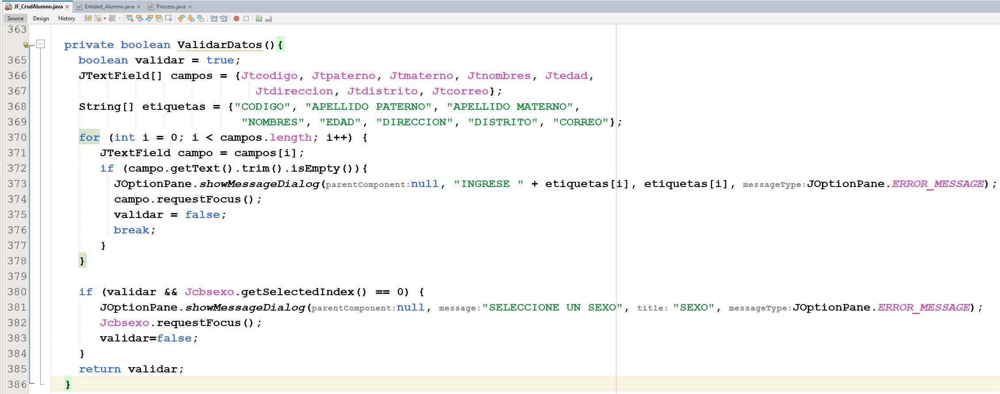 JF_CrudAlumno.java Entidad_Alumno.java Proceso.java
Source Design History
363
private boolean ValidarDatos(){
365 boolean validar = true;
366 JTextField[] campos = {Jtcodigo, Jtpaterno, Jtmaterno, Jtnombres, Jtedad,
367 Jtdireccion, Jtdistrito, Jtcorreo};
368 String[] etiquetas = {"CODIGO", "APELLIDO PATERNO", "APELLIDO MATERNO",
369 "NOMBRES", "EDAD", "DIRECCION", "DISTRITO", "CORREO"};
370 for (int i = 0; i < campos.length; i++) {
371 JTextField campo = campos[i];
372 if (campo.getText().trim().isEmpty()){
373 JOptionPane.showMessageDialog(parentComponent:null, "INGRESE " + etiquetas[i], etiquetas[i], messageType:JOptionPane.ERROR_MESSAGE);
374 campo.requestFocus();
375 validar = false;
376 break;
377 }
378 }
379
380 if (validar && Jcbsexo.getSelectedIndex() == 0) {
381 JOptionPane.showMessageDialog(parentComponent:null, message:"SELECCIONE UN SEXO", title: "SEXO", messageType:JOptionPane.ERROR_MESSAGE);
382 Jcbsexo.requestFocus();
383 validar=false;
384 }
385 return validar;
386 }